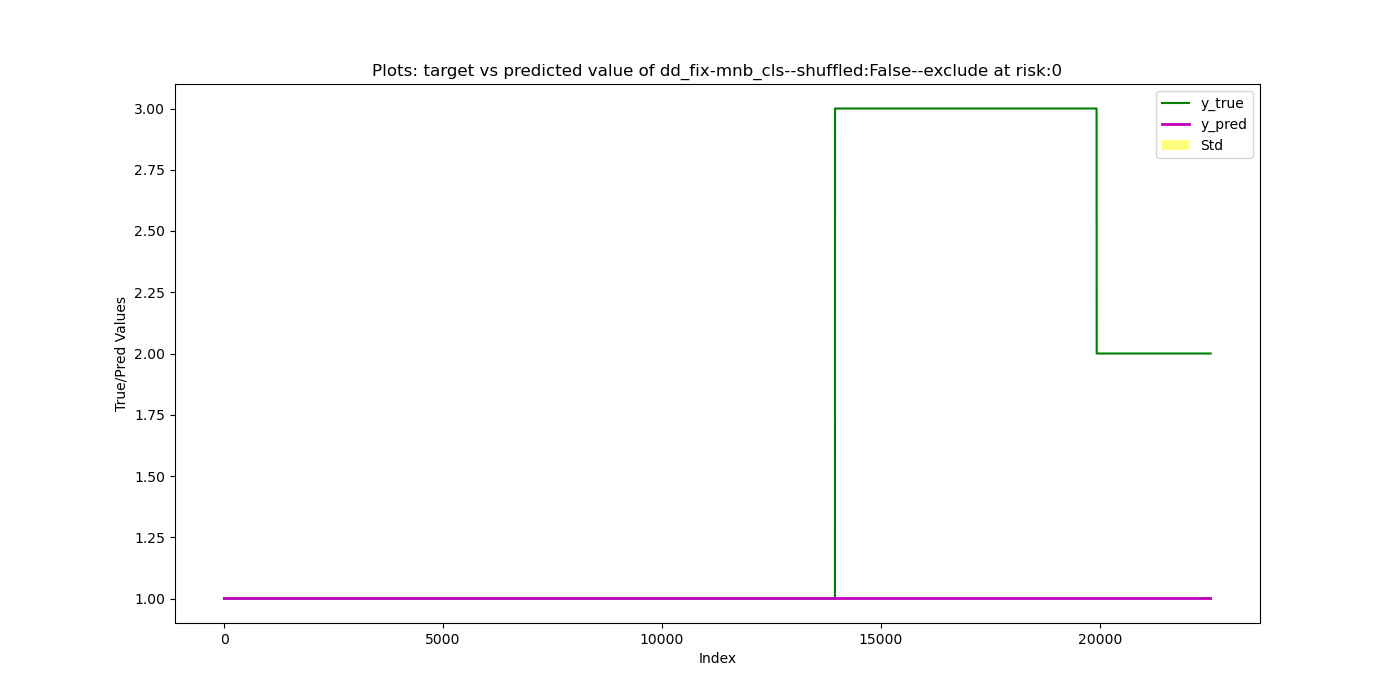 Plots: target vs predicted value of dd_fix-mnb_cls--shuffled:False--exclude at risk:0
y_true
y_pred
Std
3.00
2.75
2.50
2.25
2.00
1.75
1.50
1.25
1.00
True/Pred Values
0
5000
10000
15000
20000
Index